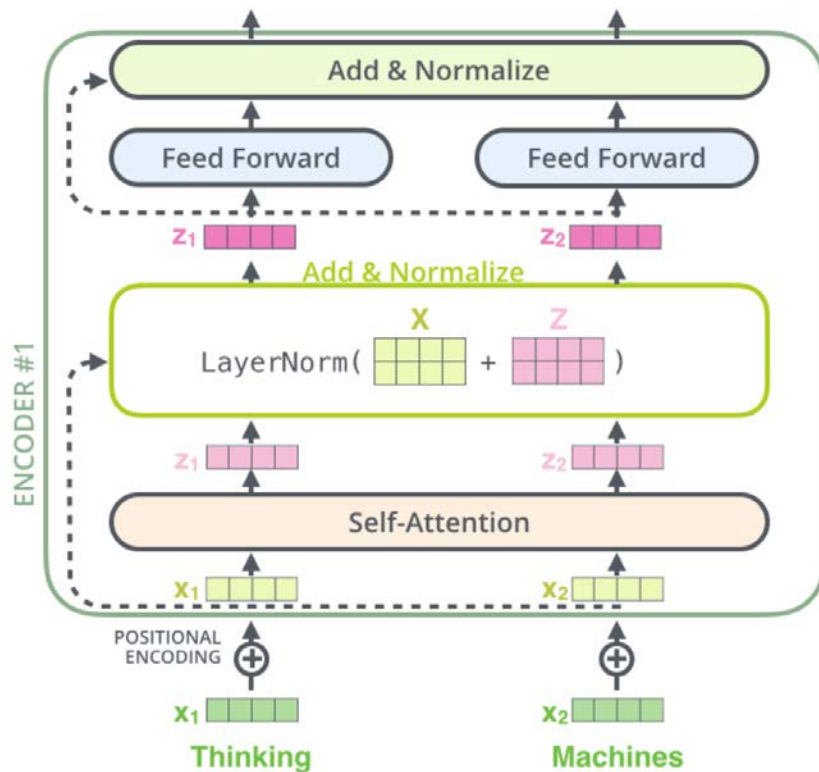 Add & Normalize
Feed Forward Feed Forward
z₁ z₂
Add & Normalize
X Z
LayerNorm( + )
ENCODER #1
z₁ z₂
Self-Attention
x₁ x₂
POSITIONAL
ENCODING
x₁ x₂
Thinking Machines